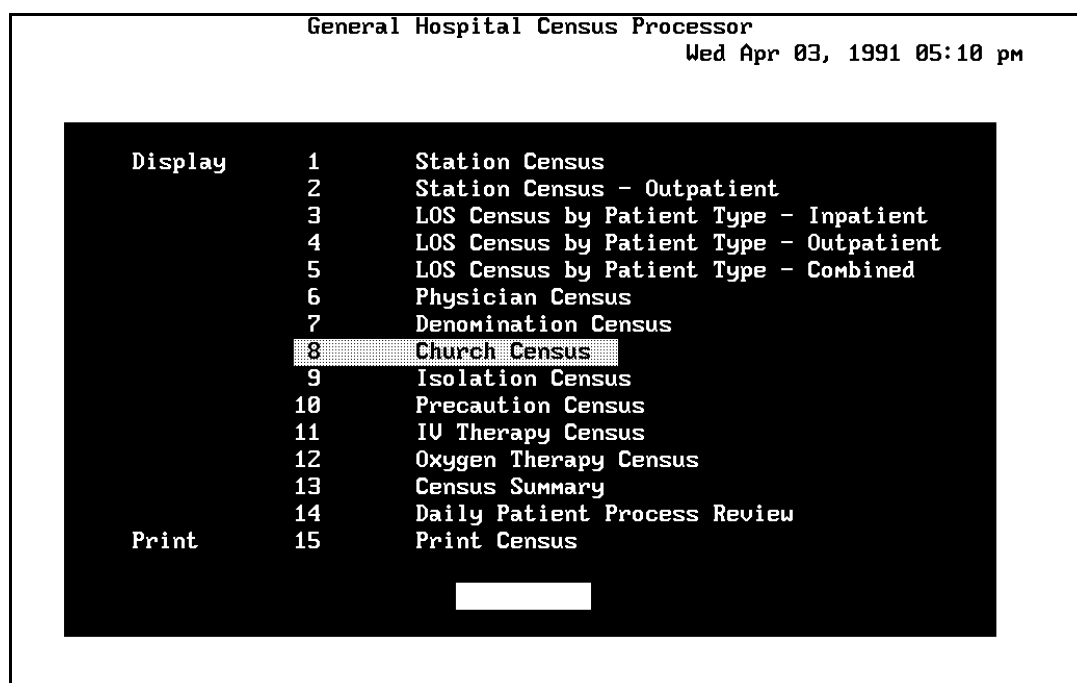 General Hospital Census Processor
Wed Apr 03, 1991 05:10 pm
Display 1 Station Census
2 Station Census - Outpatient
3 LOS Census by Patient Type - Inpatient
4 LOS Census by Patient Type - Outpatient
5 LOS Census by Patient Type - Combined
6 Physician Census
7 Denomination Census
8 Church Census
9 Isolation Census
10 Precaution Census
11 IV Therapy Census
12 Oxygen Therapy Census
13 Census Summary
14 Daily Patient Process Review
Print 15 Print Census